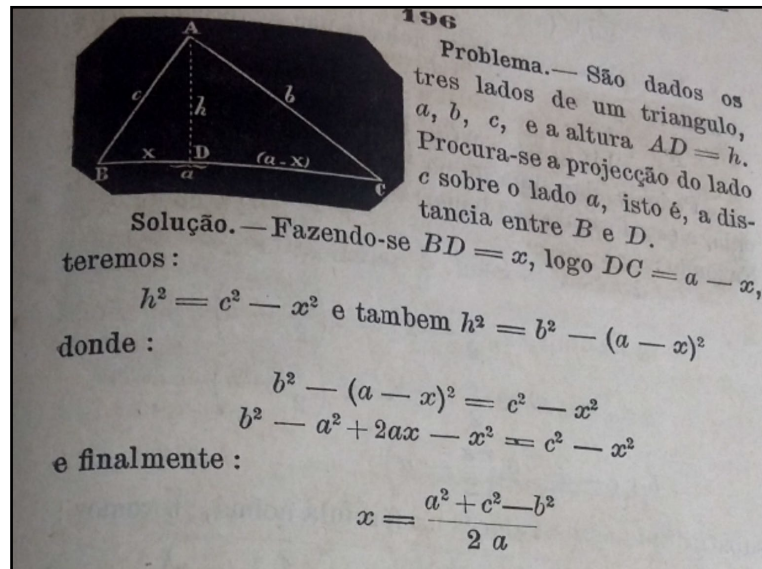 196
A
c
b
h
x
D
(a - x)
B
a
C
Problema.— São dados os
tres lados de um triangulo,
a, b, c, e a altura AD = h.
Procura-se a projecção do lado
c sobre o lado a, isto é, a dis-
tancia entre B e D.
Solução.—Fazendo-se BD = x, logo DC = a — x,
teremos :
h² = c² — x² e tambem h² = b² — (a — x)²
donde :
b² — (a — x)² = c² — x²
b² — a² + 2ax — x² = c² — x²
e finalmente :
x = \frac{a² + c² — b²}{2 a}